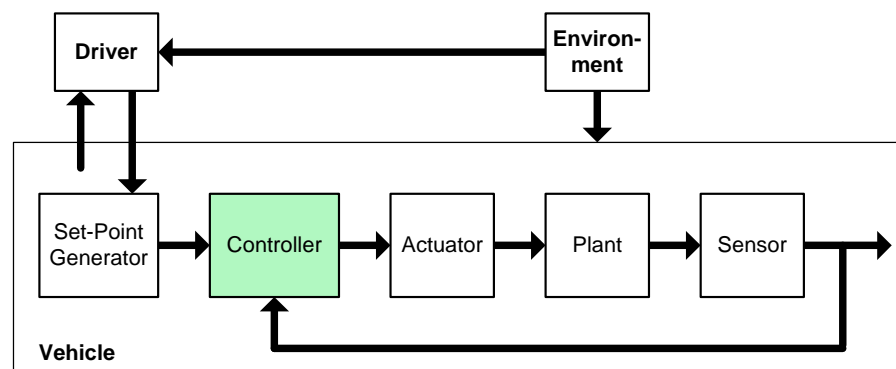 Driver
Environ-
ment
Set-Point
Generator
Controller
Actuator
Plant
Sensor
Vehicle